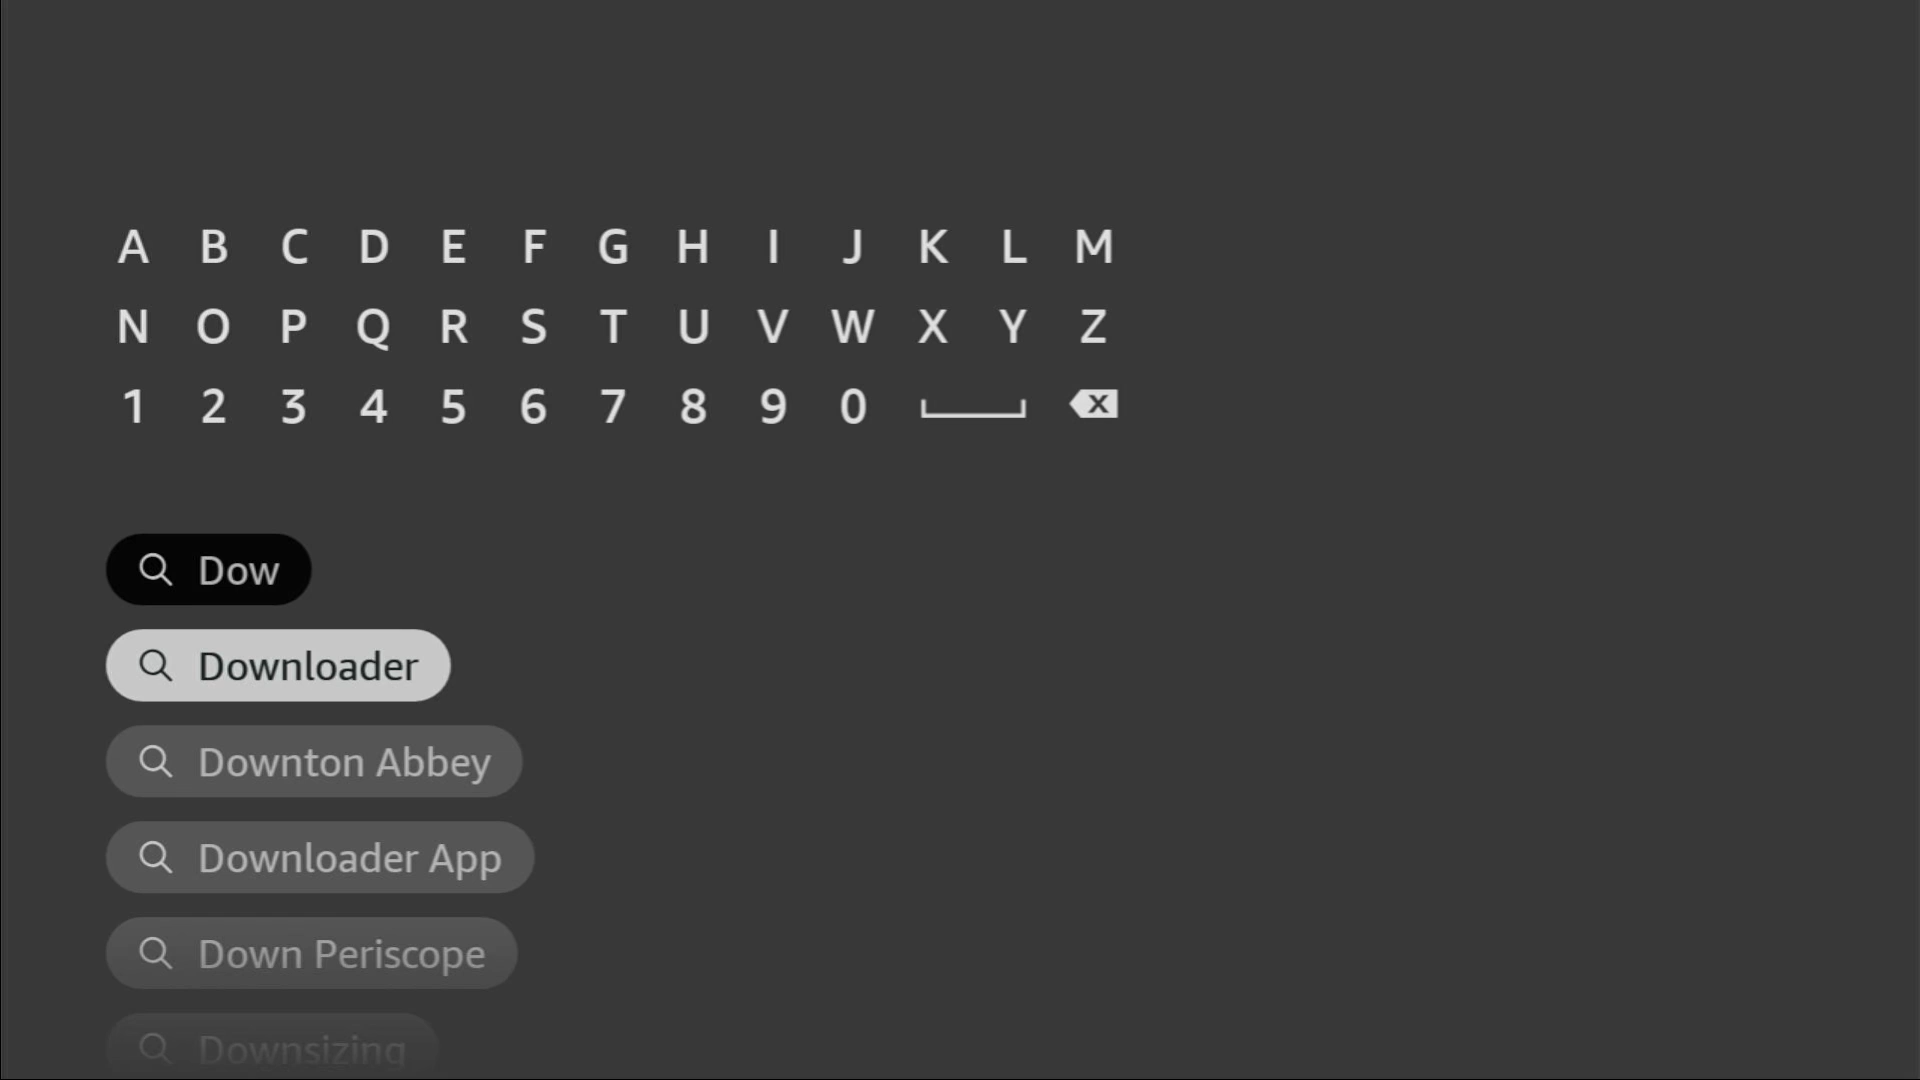 A B C D E F G H I J K L M
N O P Q R S T U V W X Y Z
1 2 3 4 5 6 7 8 9 0
Dow
Downloader
Downton Abbey
Downloader App
Down Periscope
Downsizing